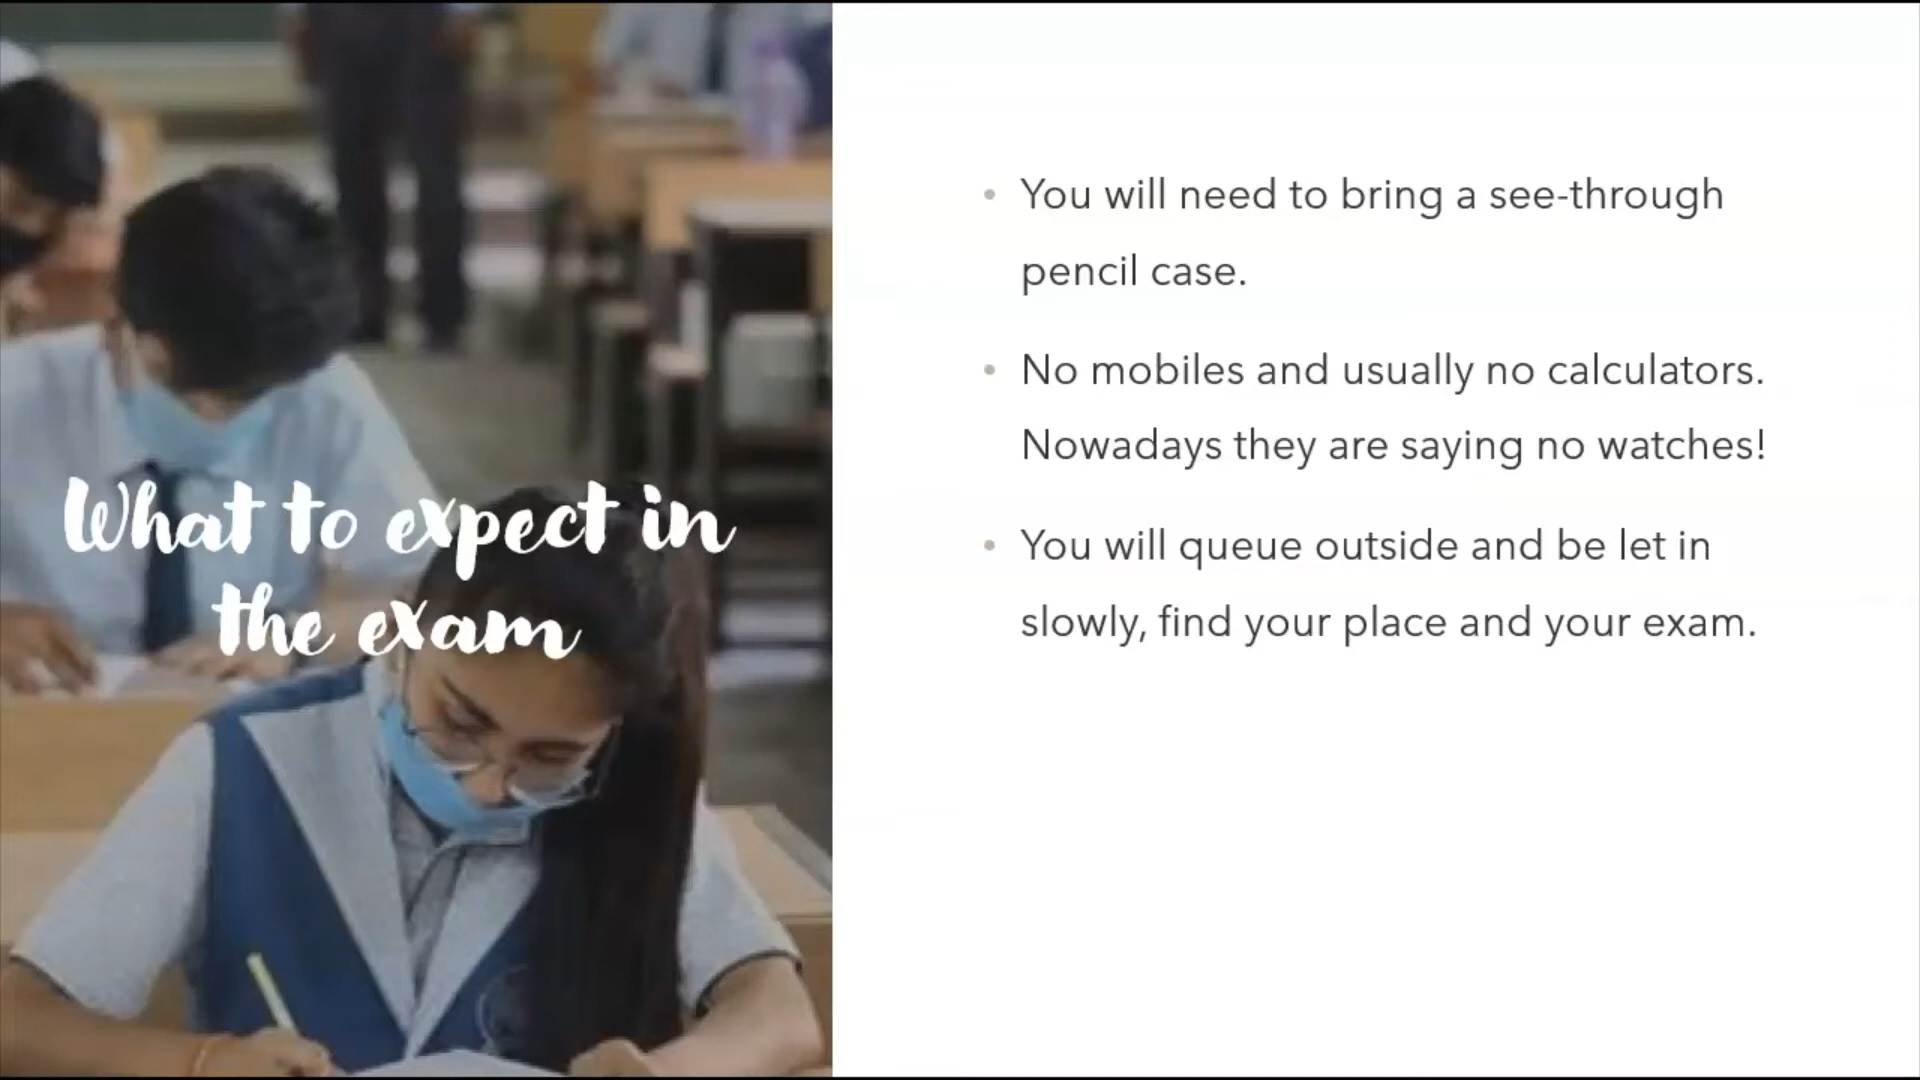 What to expect in
the exam
• You will need to bring a see-through
pencil case.
• No mobiles and usually no calculators.
Nowadays they are saying no watches!
• You will queue outside and be let in
slowly, find your place and your exam.